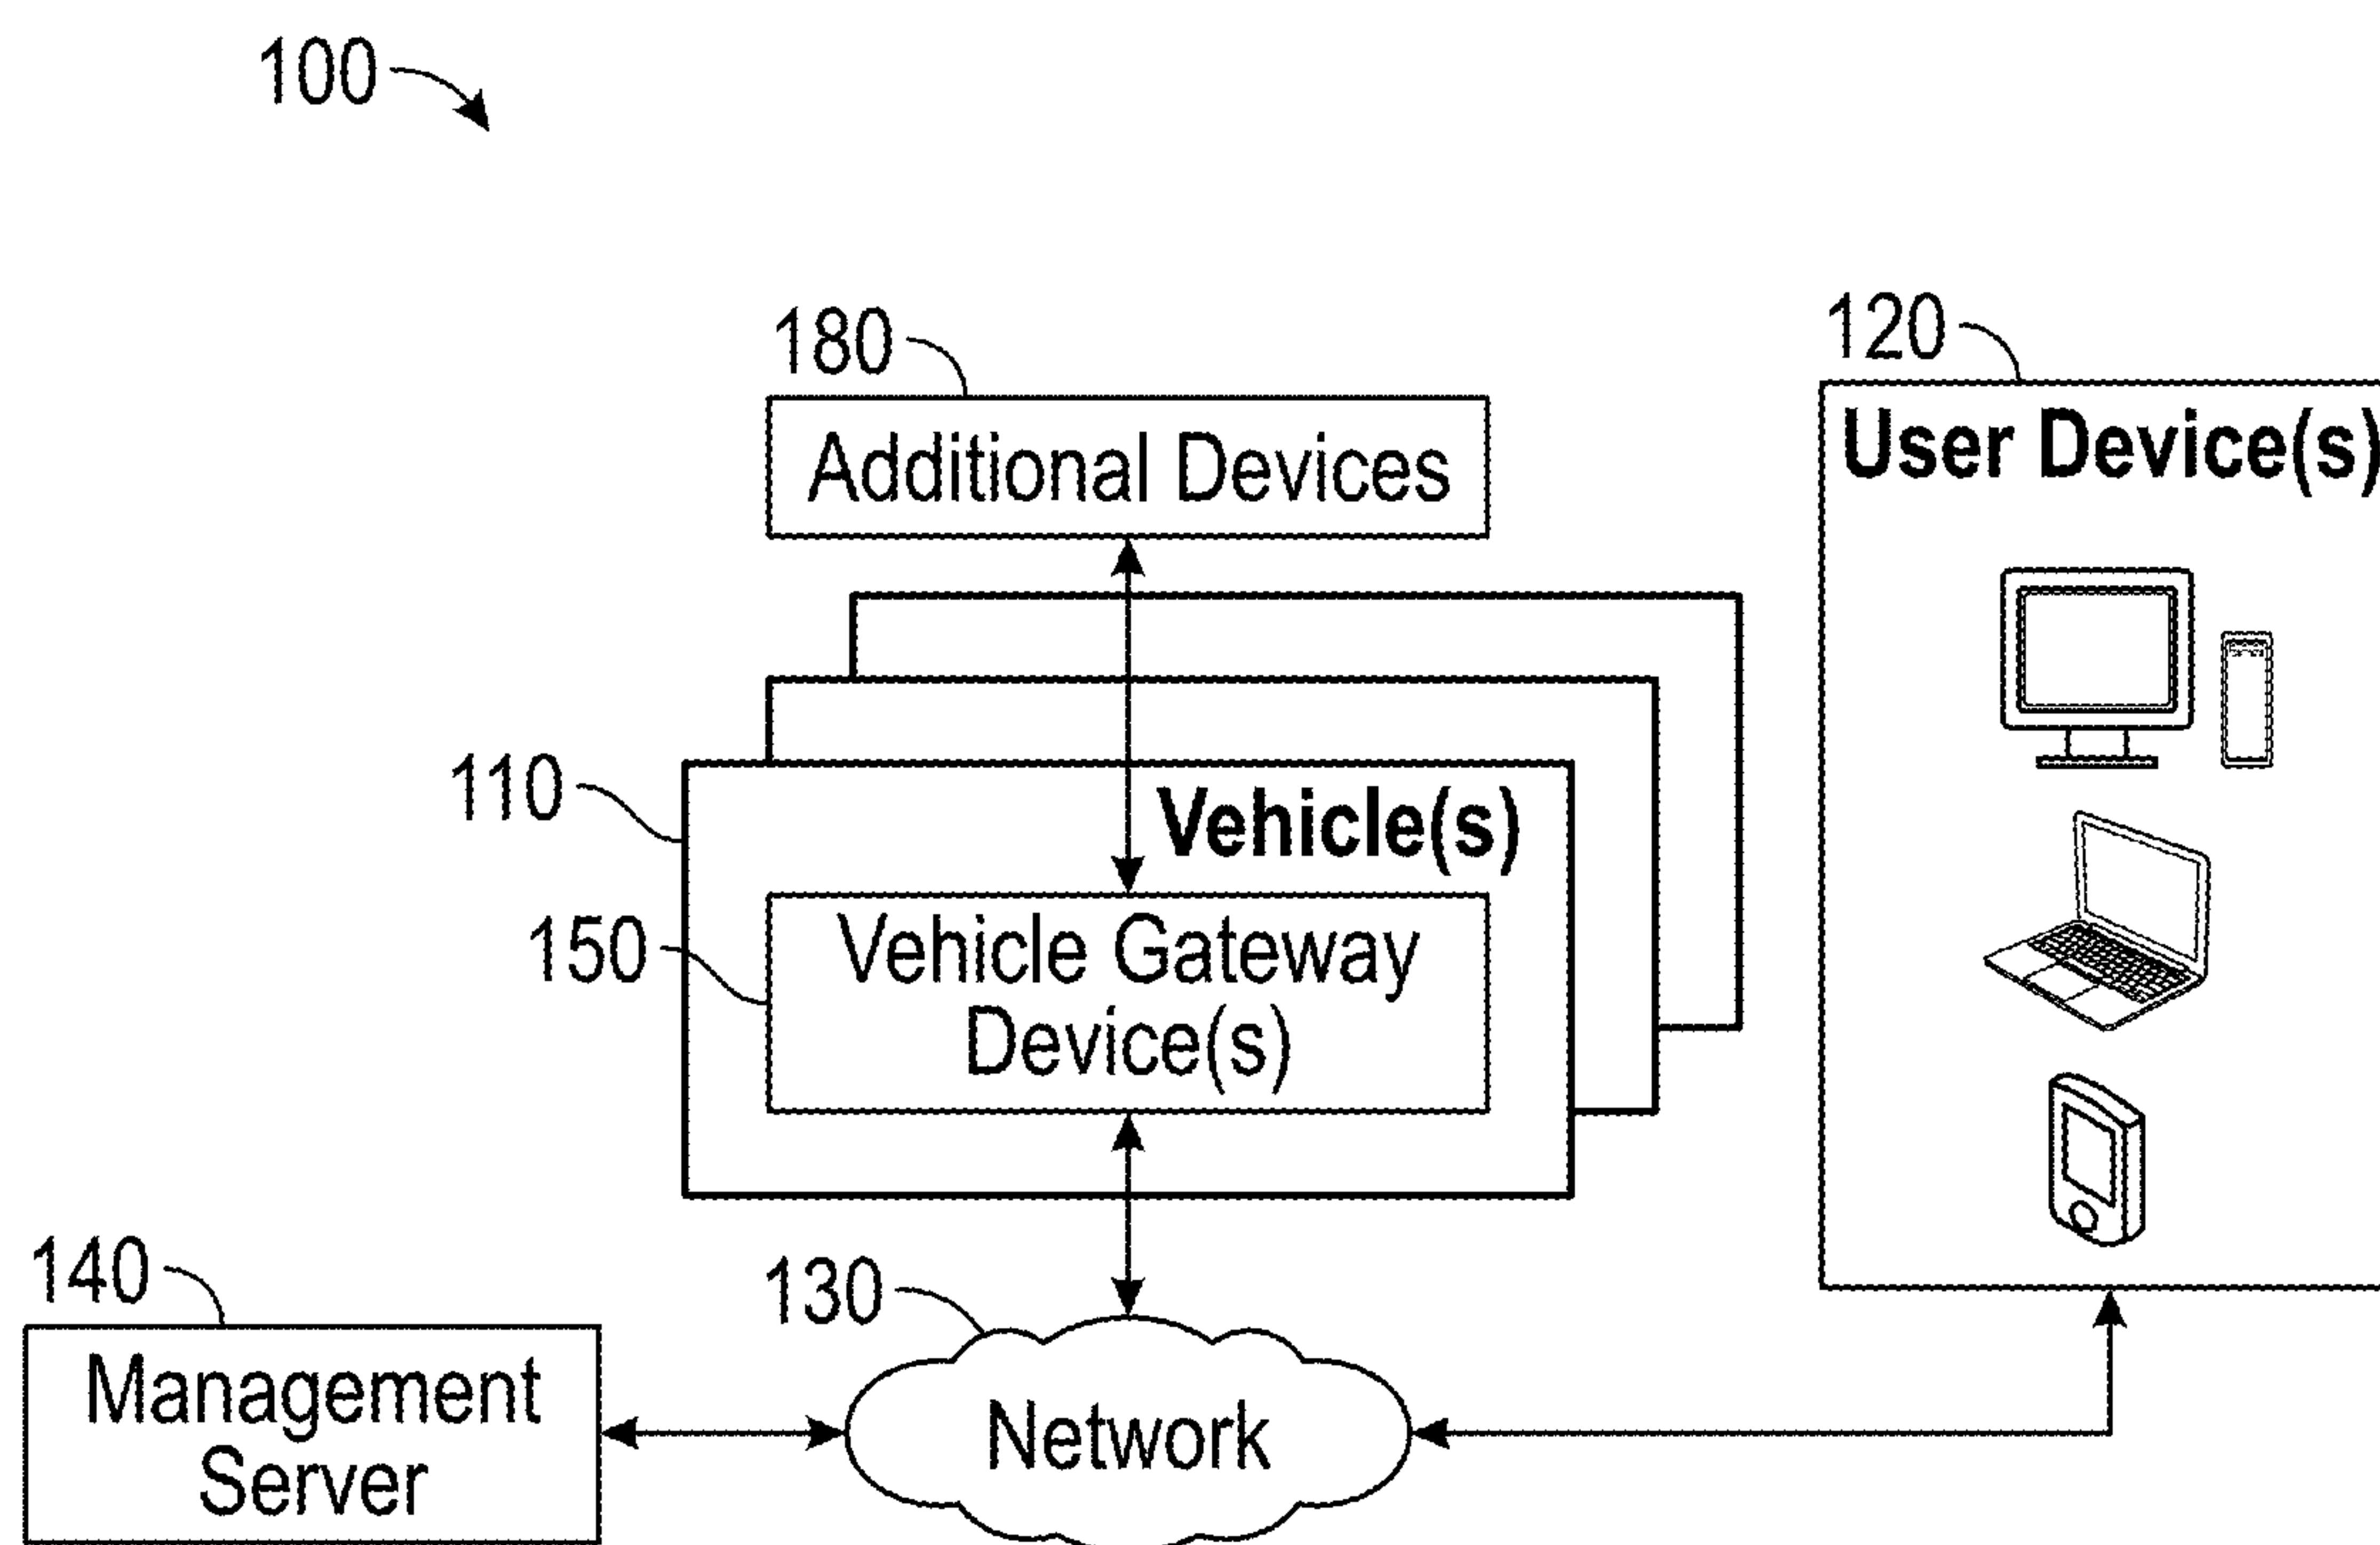 100
180
120
Additional Devices
User Device(s)
110
Vehicle(s)
150
Vehicle Gateway
Device(s)
140
130
Management
Server
Network